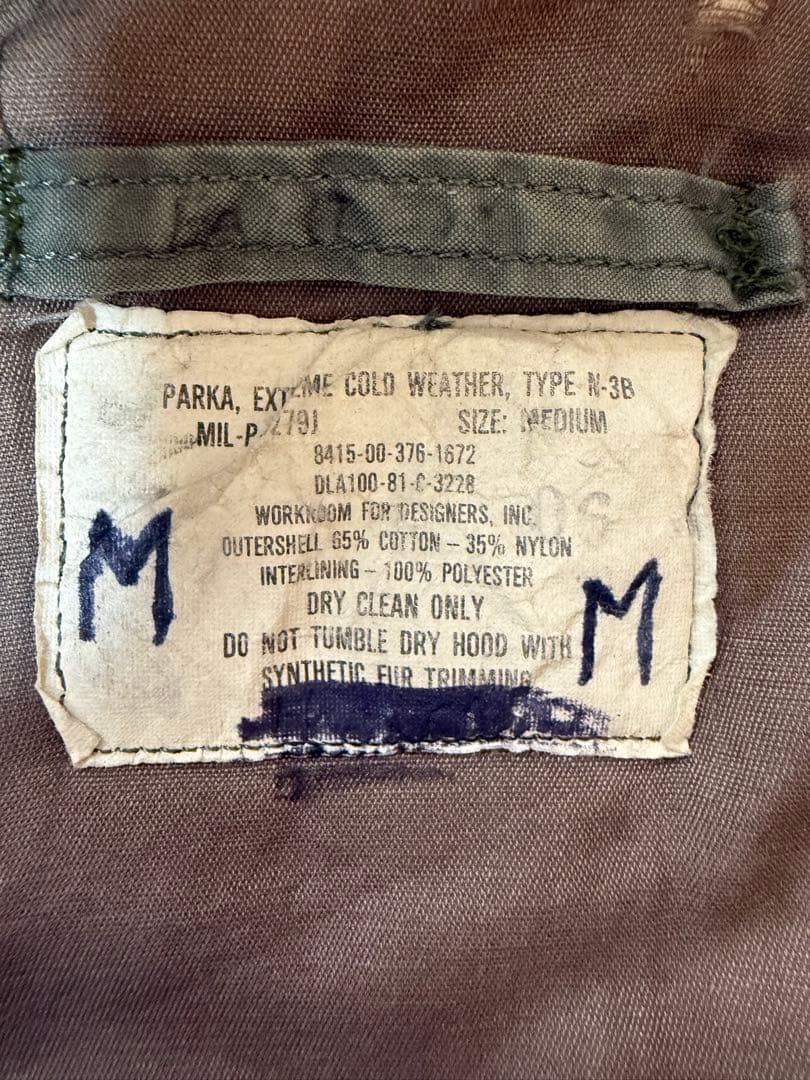 PARKA, EXTREME COLD WEATHER, TYPE N-3B
SIZE: MEDIUM
8415-00-376-1672
DLA100-81-C-3228
WORKROOM FOR DESIGNERS, INC.
OUTERSHELL 65% COTTON – 35% NYLON
INTERLINING – 100% POLYESTER
DRY CLEAN ONLY
DO NOT TUMBLE DRY HOOD WITH
SYNTHETIC FUR TRIMMING
M
M